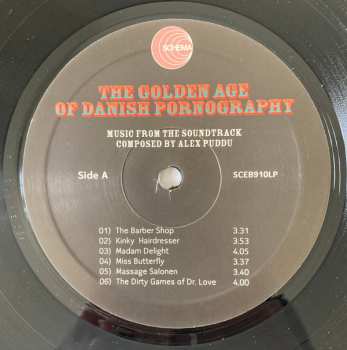 SCHEMA
THE GOLDEN AGE
OF DANISH PORNOGRAPHY
MUSIC FROM THE SOUNDTRACK
COMPOSED BY ALEX PUDDU
Side A SCEB910LP
01) The Barber Shop 3.31
02) Kinky Hairdresser 3.53
03) Madam Delight 4.05
04) Miss Butterfly 3.37
05) Massage Salonen 3.40
06) The Dirty Games of Dr. Love 4.00